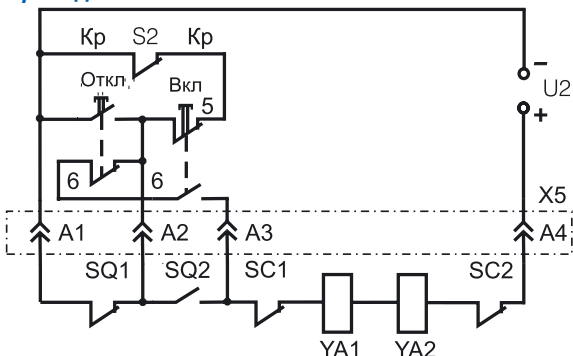 Кр S2 Кр
Откл. Вкл
5
U2
−
+
6 6
X5
A1 A2 A3 A4
SQ1 SQ2 SC1 SC2
YA1 YA2